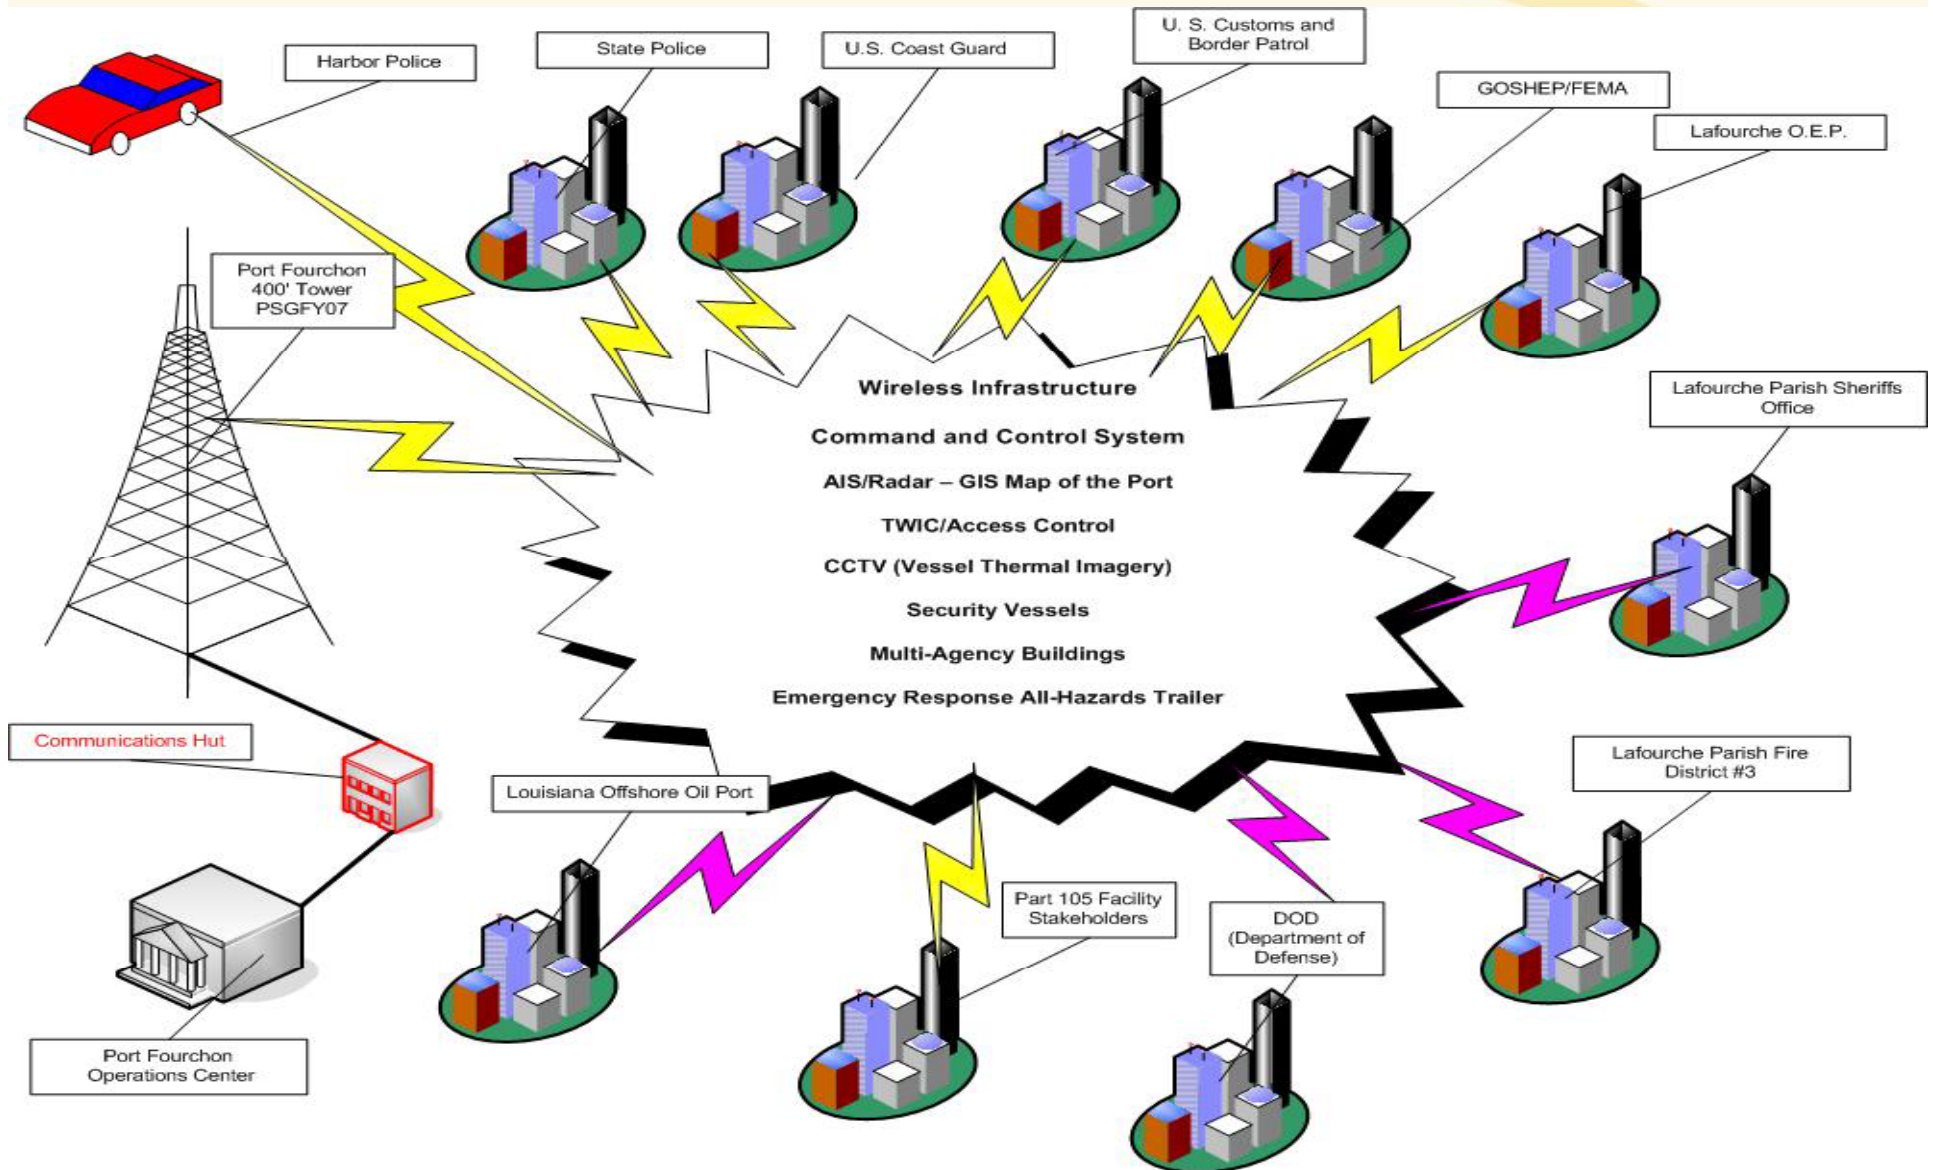 Harbor Police
State Police
U.S. Coast Guard
U. S. Customs and
Border Patrol
GOSHEP/FEMA
Lafourche O.E.P.
Port Fourchon
400' Tower
PSGFY07
Wireless Infrastructure
Command and Control System
AIS/Radar – GIS Map of the Port
TWIC/Access Control
CCTV (Vessel Thermal Imagery)
Security Vessels
Multi-Agency Buildings
Emergency Response All-Hazards Trailer
Lafourche Parish Sheriffs
Office
Communications Hut
Louisiana Offshore Oil Port
Lafourche Parish Fire
District #3
Part 105 Facility
Stakeholders
DOD
(Department of
Defense)
Port Fourchon
Operations Center